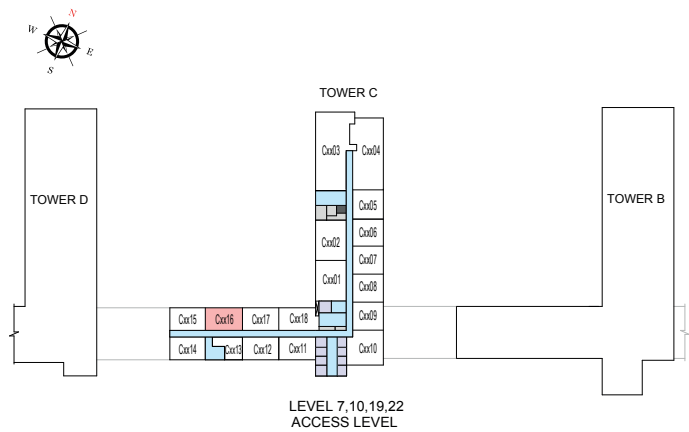 N
W
E
S
TOWER C
Cxx03
Cxx04
TOWER D
TOWER B
Cxx05
Cxx06
Cxx02
Cxx07
Cxx01
Cxx08
Cxx15
Cxx16
Cxx17
Cxx18
Cxx09
Cxx14
Cxx13
Cxx12
Cxx11
Cxx10
LEVEL 7,10,19,22
ACCESS LEVEL